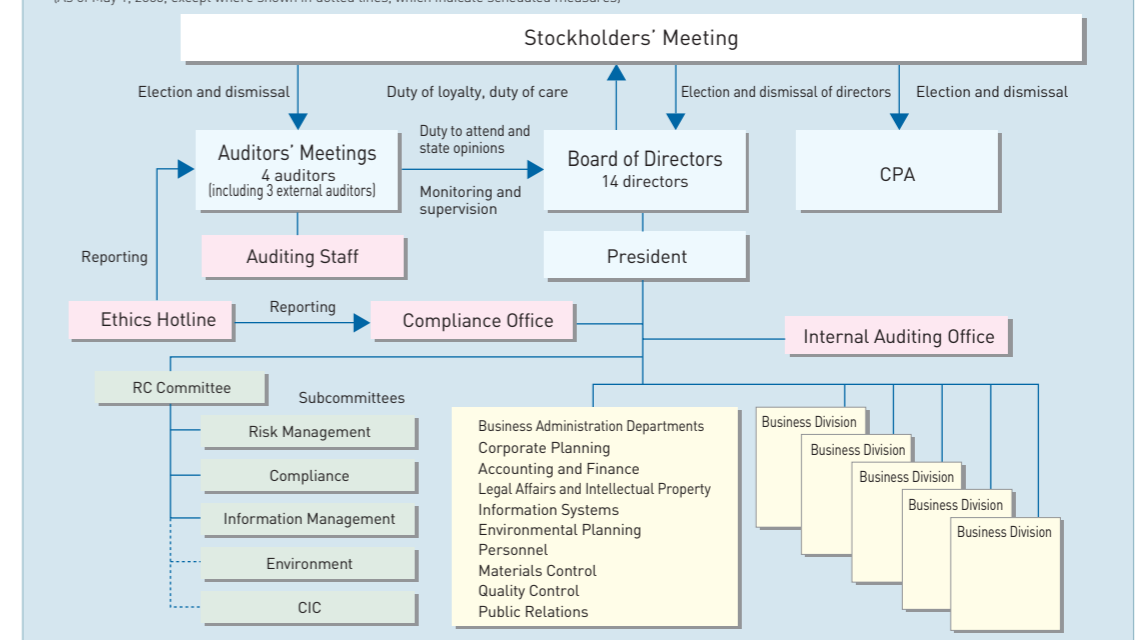 Stockholders' Meeting
Election and dismissal
Duty of loyalty, duty of care
Election and dismissal of directors
Election and dismissal
Auditors' Meetings
4 auditors
(including 3 external auditors)
Duty to attend and
state opinions
Monitoring and
supervision
Board of Directors
14 directors
CPA
Reporting
Auditing Staff
President
Ethics Hotline
Reporting
Compliance Office
Internal Auditing Office
RC Committee
Subcommittees
Risk Management
Compliance
Information Management
Environment
CIC
Business Administration Departments
Corporate Planning
Accounting and Finance
Legal Affairs and Intellectual Property
Information Systems
Environmental Planning
Personnel
Materials Control
Quality Control
Public Relations
Business Division
Business Division
Business Division
Business Division
Business Division